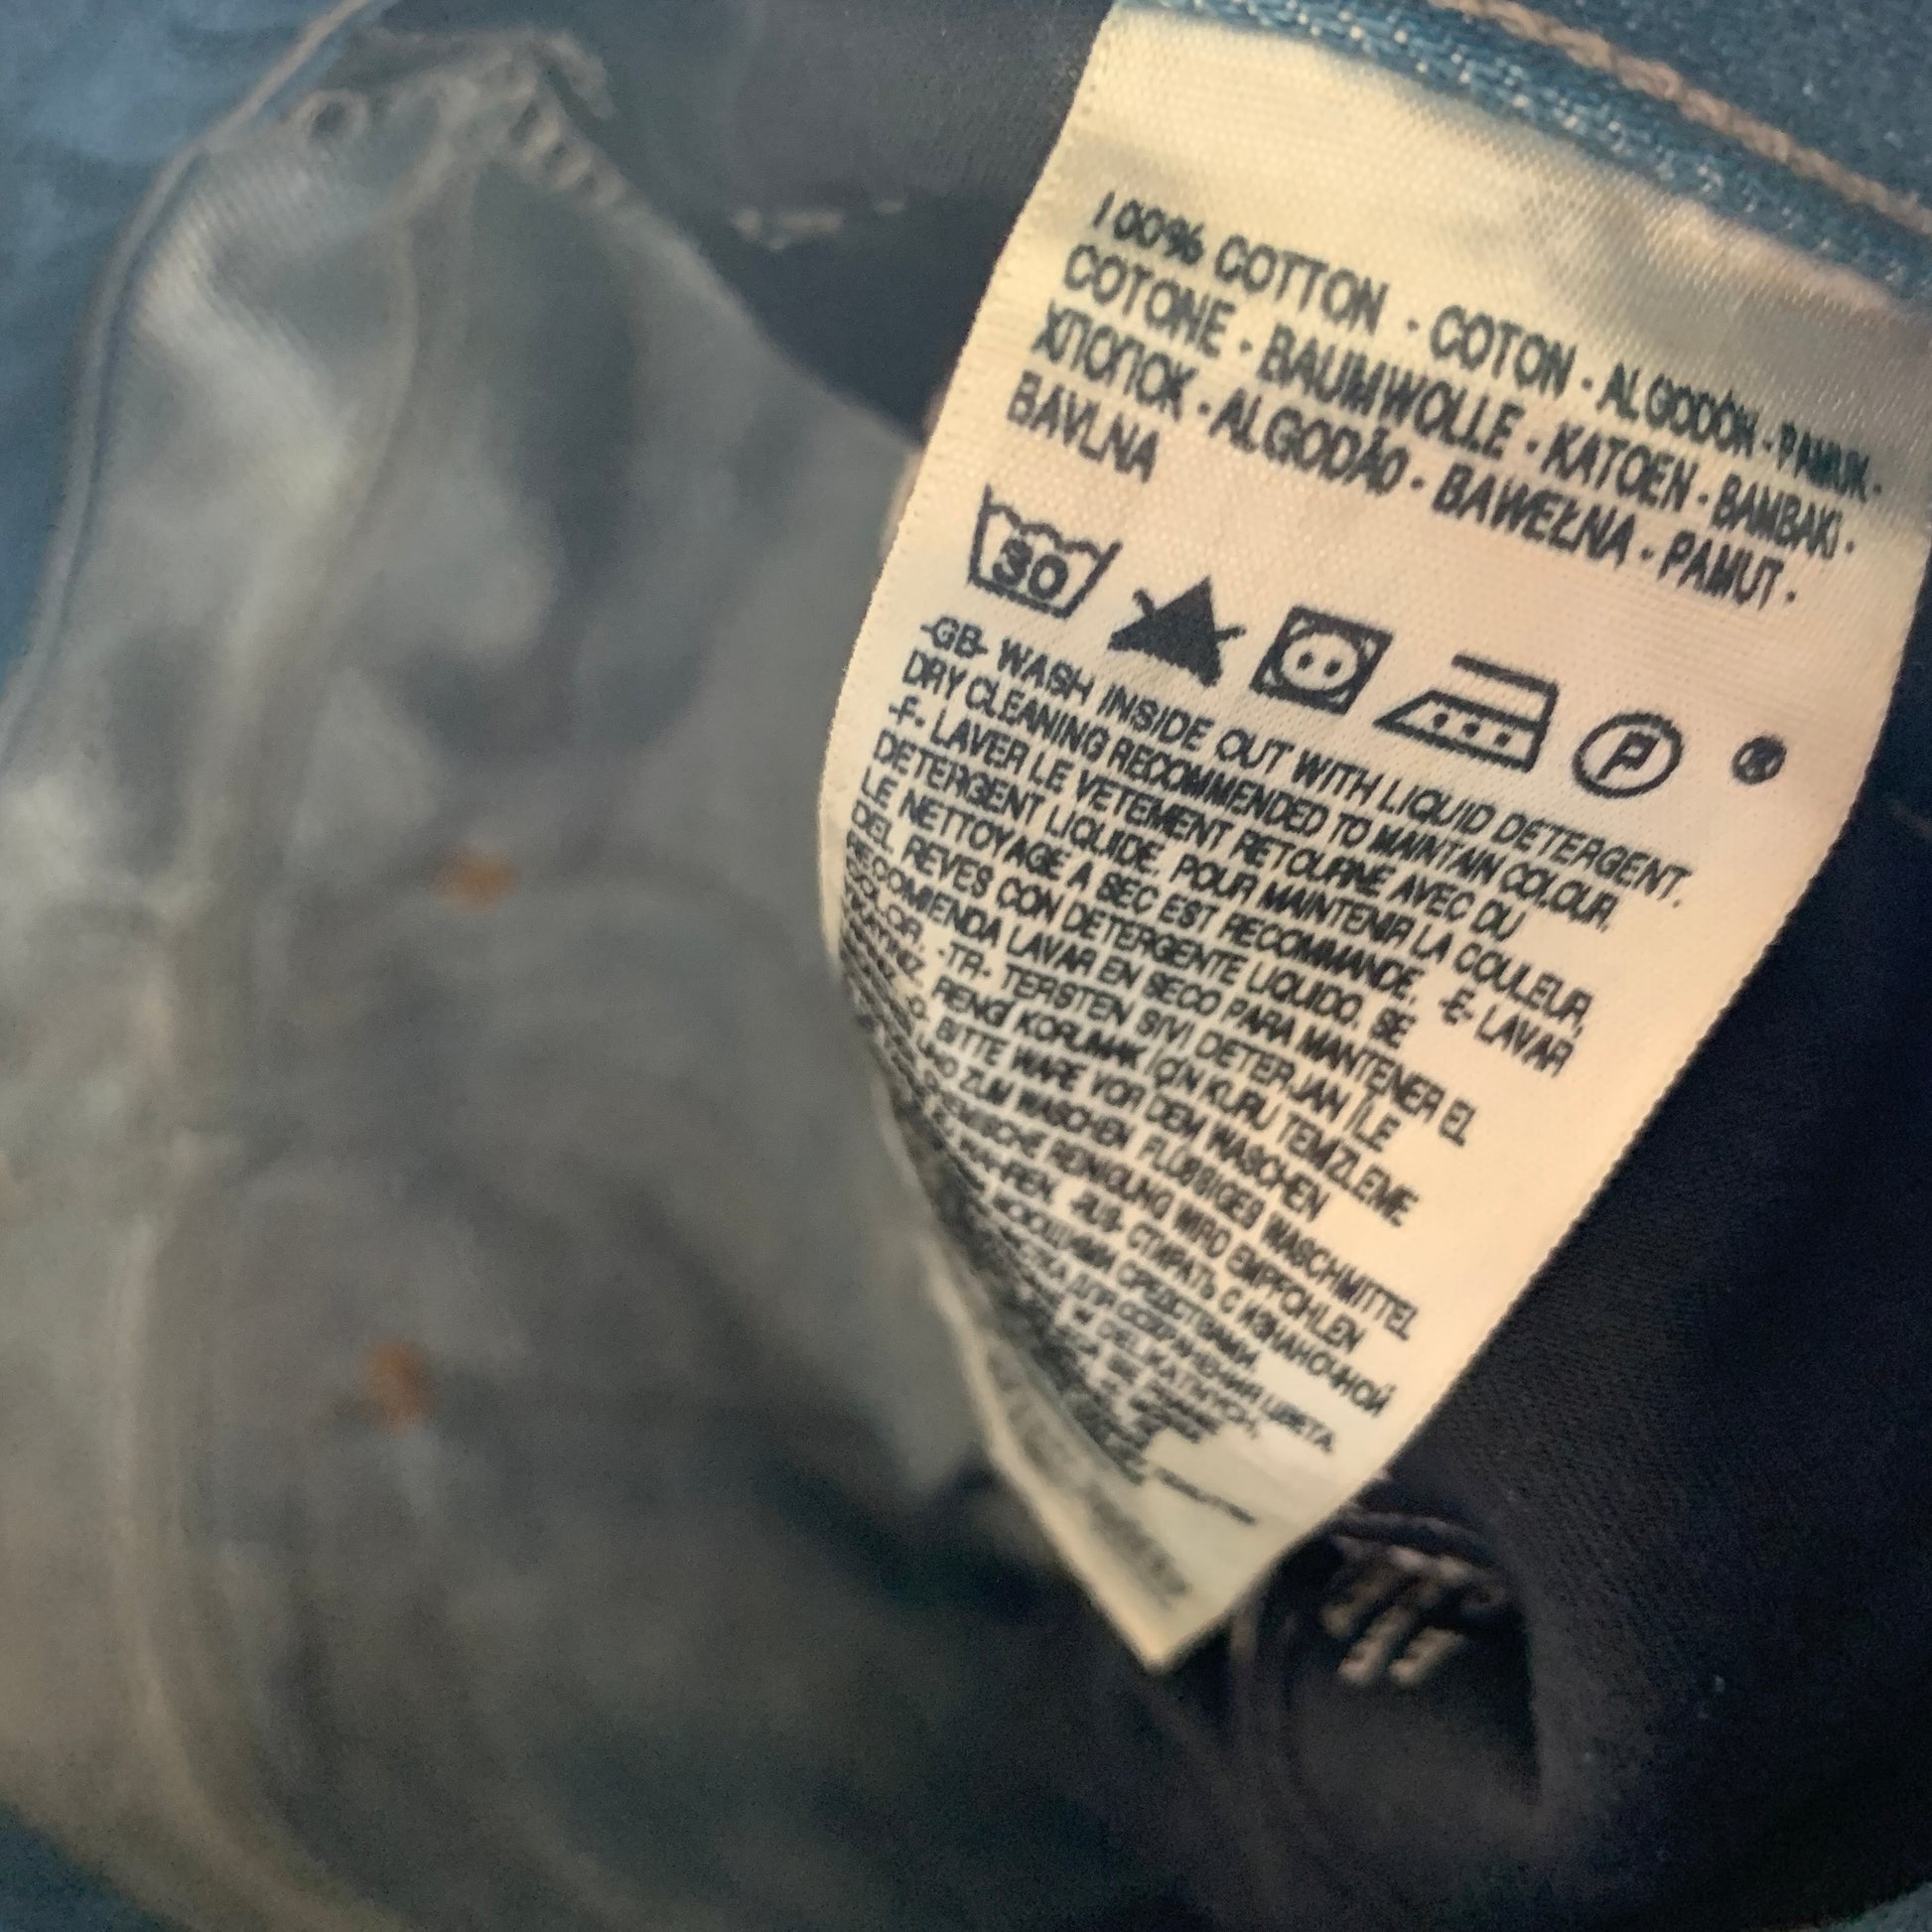 100% COTTON · COTON · ALGODÓN · PAMUK ·
COTONE · BAUMWOLLE · KATOEN · BAMBAKI ·
ХЛОПОК · ALGODÃO · BAWEŁNA · PAMUT ·
BAVLNA
30
P ®
-GB- WASH INSIDE OUT WITH LIQUID DETERGENT.
DRY CLEANING RECOMMENDED TO MAINTAIN COLOUR.
-F- LAVER LE VETEMENT RETOURNE AVEC DU
DETERGENT LIQUIDE. POUR MAINTENIR LA COULEUR,
LE NETTOYAGE A SEC EST RECOMMANDE. -E- LAVAR
DEL REVES CON DETERGENTE LIQUIDO. SE
RECOMIENDA LAVAR EN SECO PARA MANTENER EL
COLOR. -TR- TERSTEN SIVI DETERJAN İLE
RENGİ KORUMAK İÇİN KURU TEMİZLEME
BITTE WARE VOR DEM WASCHEN
UND ZUM WASCHEN FLÜSSIGES WASCHMITTEL
REINIGUNG WIRD EMPFOHLEN
-RUS- СТИРАТЬ С ИЗНАНОЧНОЙ
СРЕДСТВАМИ
ДЛЯ СОХРАНЕНИЯ ЦВЕТА.